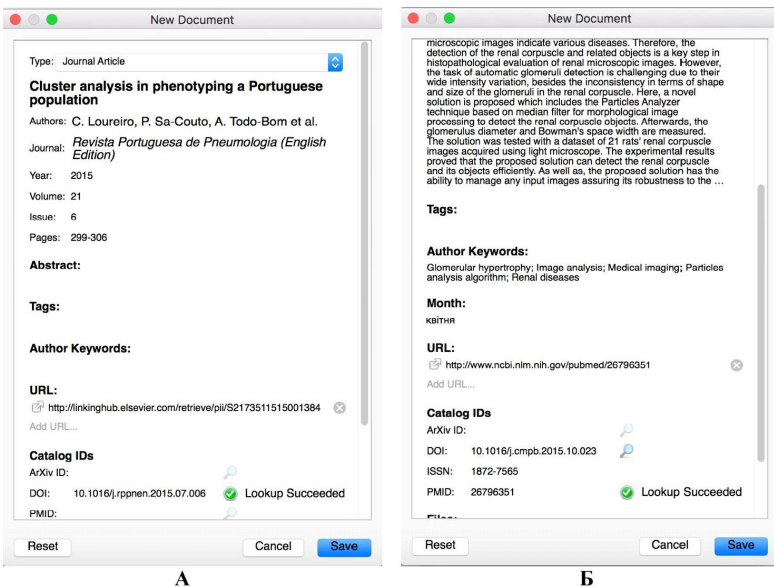 New Document
Type: Journal Article
Cluster analysis in phenotyping a Portuguese
population
Authors: C. Loureiro, P. Sa-Couto, A. Todo-Bom et al.
Journal: Revista Portuguesa de Pneumologia (English
Edition)
Year: 2015
Volume: 21
Issue: 6
Pages: 299-306
Abstract:
Tags:
Author Keywords:
URL:
http://linkinghub.elsevier.com/retrieve/pii/S2173511515001384
Add URL...
Catalog IDs
ArXiv ID:
DOI: 10.1016/j.rppnen.2015.07.006 Lookup Succeeded
PMID:
Reset Cancel Save
А
New Document
microscopic images indicate various diseases. Therefore, the
detection of the renal corpuscle and related objects is a key step in
histopathological evaluation of renal microscopic images. However,
the task of automatic glomeruli detection is challenging due to their
wide intensity variation, besides the inconsistency in terms of shape
and size of the glomeruli in the renal corpuscle. Here, a novel
solution is proposed which includes the Particles Analyzer
technique based on median filter for morphological image
processing to detect the renal corpuscle objects. Afterwards, the
glomerulus diameter and Bowman's space width are measured.
The solution was tested with a dataset of 21 rats' renal corpuscle
images acquired using light microscope. The experimental results
proved that the proposed solution can detect the renal corpuscle
and its objects efficiently. As well as, the proposed solution has the
ability to manage any input images assuring its robustness to the ...
Tags:
Author Keywords:
Glomerular hypertrophy; Image analysis; Medical imaging; Particles
analysis algorithm; Renal diseases
Month:
квітня
URL:
http://www.ncbi.nlm.nih.gov/pubmed/26796351
Add URL...
Catalog IDs
ArXiv ID:
DOI: 10.1016/j.cmpb.2015.10.023
ISSN: 1872-7565
PMID: 26796351 Lookup Succeeded
Files:
Reset Cancel Save
Б